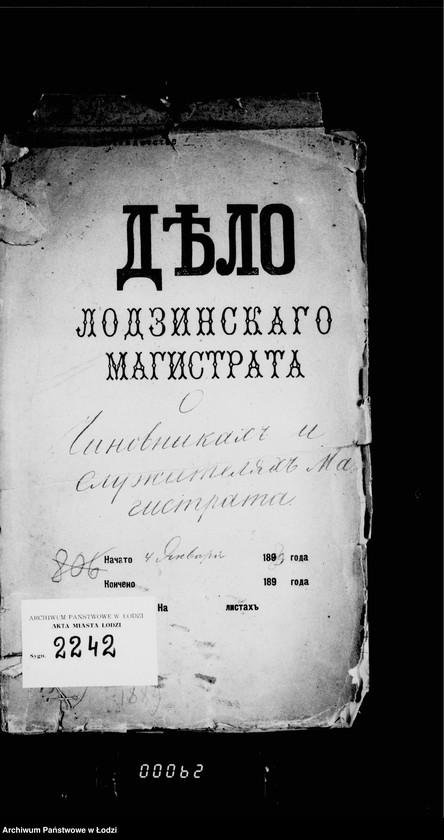 ДѢЛО
ЛОДЗИНСКАГО
МАГИСТРАТА
О
Чиновникахъ и
служителяхъ Ма
гистрата.
806 Начато 4 Января 189 года
Кончено 189 года
На листахъ
ARCHIWUM PAŃSTWOWE W ŁODZI
AKTA MIASTA ŁODZI
Sygn. 2242
00062
Archiwum Państwowe w Łodzi